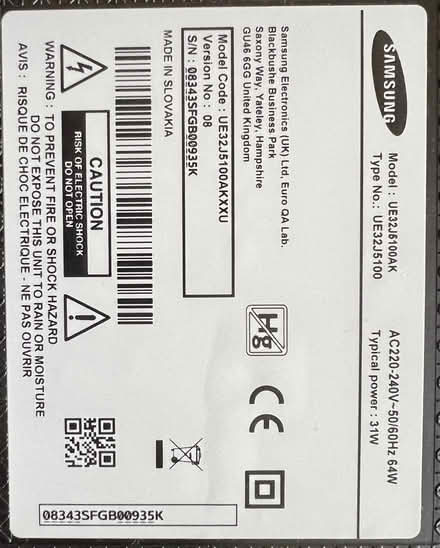 SAMSUNG
Model : UE32J5100AK
Type No.: UE32J5100
AC220-240V~50/60Hz 64W
Typical power : 31W
Samsung Electronics (UK) Ltd, Euro QA Lab.
Blackbushe Business Park
Saxony Way, Yateley, Hampshire
GU46 6GG United Kingdom
Hg
CE
Model Code : UE32J5100AKXXU
Version No : 08
S/N : 08343SFGB00935K
MADE IN SLOVAKIA
CAUTION
RISK OF ELECTRIC SHOCK
DO NOT OPEN
WARNING : TO PREVENT FIRE OR SHOCK HAZARD
DO NOT EXPOSE THIS UNIT TO RAIN OR MOISTURE
AVIS : RISQUE DE CHOC ELECTRIQUE - NE PAS OUVRIR
08343SFGB00935K